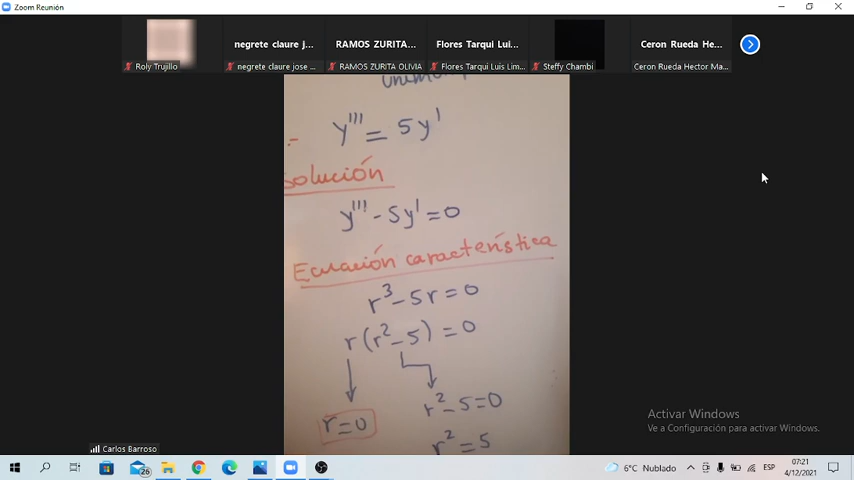 Zoom Reunión
negrete claure j...
RAMOS ZURITA...
Flores Tarqui Lui...
Ceron Rueda He...
Roly Trujillo
negrete claure jose ...
RAMOS ZURITA OLIVIA
Flores Tarqui Luis Lim...
Steffy Chambi
Ceron Rueda Hector Ma...
y''' = 5y'
Solución
y''' - 5y' = 0
Ecuación característica
r³ - 5r = 0
r(r² - 5) = 0
r² - 5 = 0
r = 0
r² = 5
Activar Windows
Ve a Configuración para activar Windows.
Carlos Barroso
26
6°C Nublado
ESP
07:21
4/12/2021